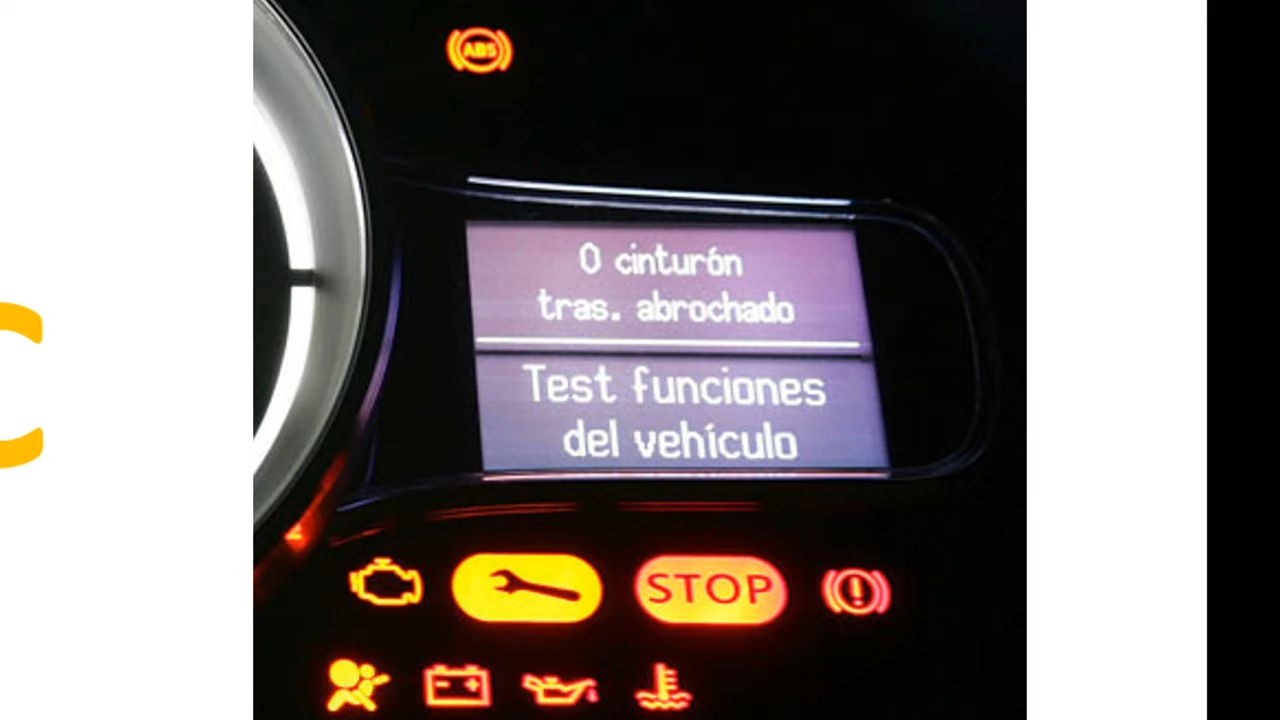 ABS
0 cinturón
tras. abrochado
Test funciones
del vehículo
STOP